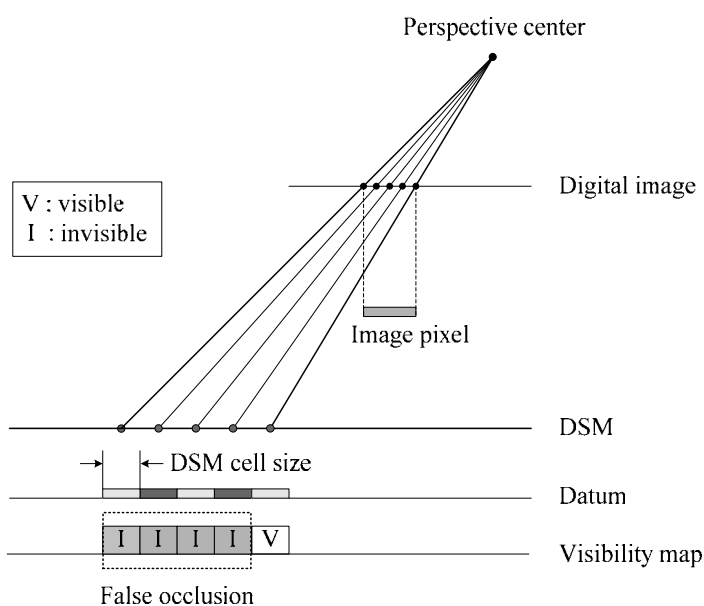 Perspective center
Digital image
V : visible
I : invisible
Image pixel
DSM
DSM cell size
Datum
I I I I V
Visibility map
False occlusion